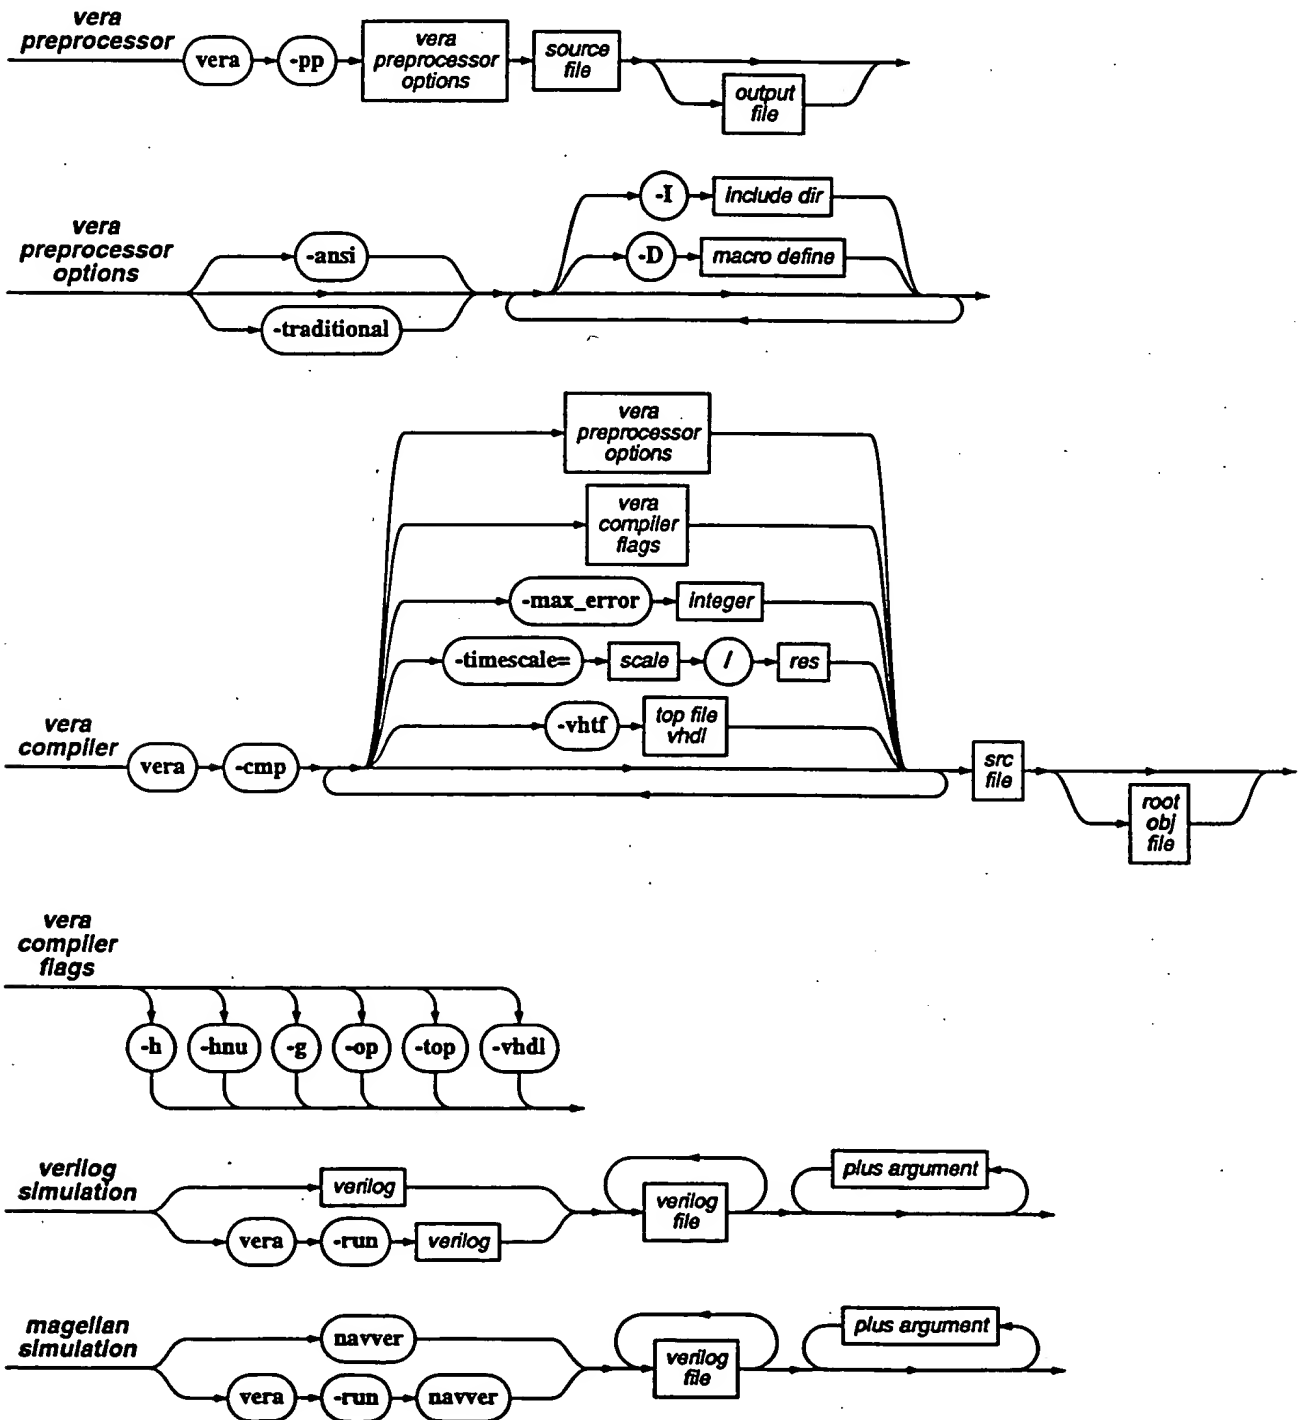 vera
preprocessor
vera
-pp
vera
preprocessor
options
source
file
output
file
vera
preprocessor
options
-ansi
-traditional
-I
include dir
-D
macro define
vera
preprocessor
options
vera
compiler
flags
-max_error
integer
-timescale=
scale
/
res
-vhtf
top file
vhdl
vera
compiler
vera
-cmp
src
file
root
obj
file
vera
compiler
flags
-h
-hnu
-g
-op
-top
-vhdl
verilog
simulation
verilog
vera
-run
verilog
verilog
file
plus argument
magellan
simulation
navver
vera
-run
navver
verilog
file
plus argument